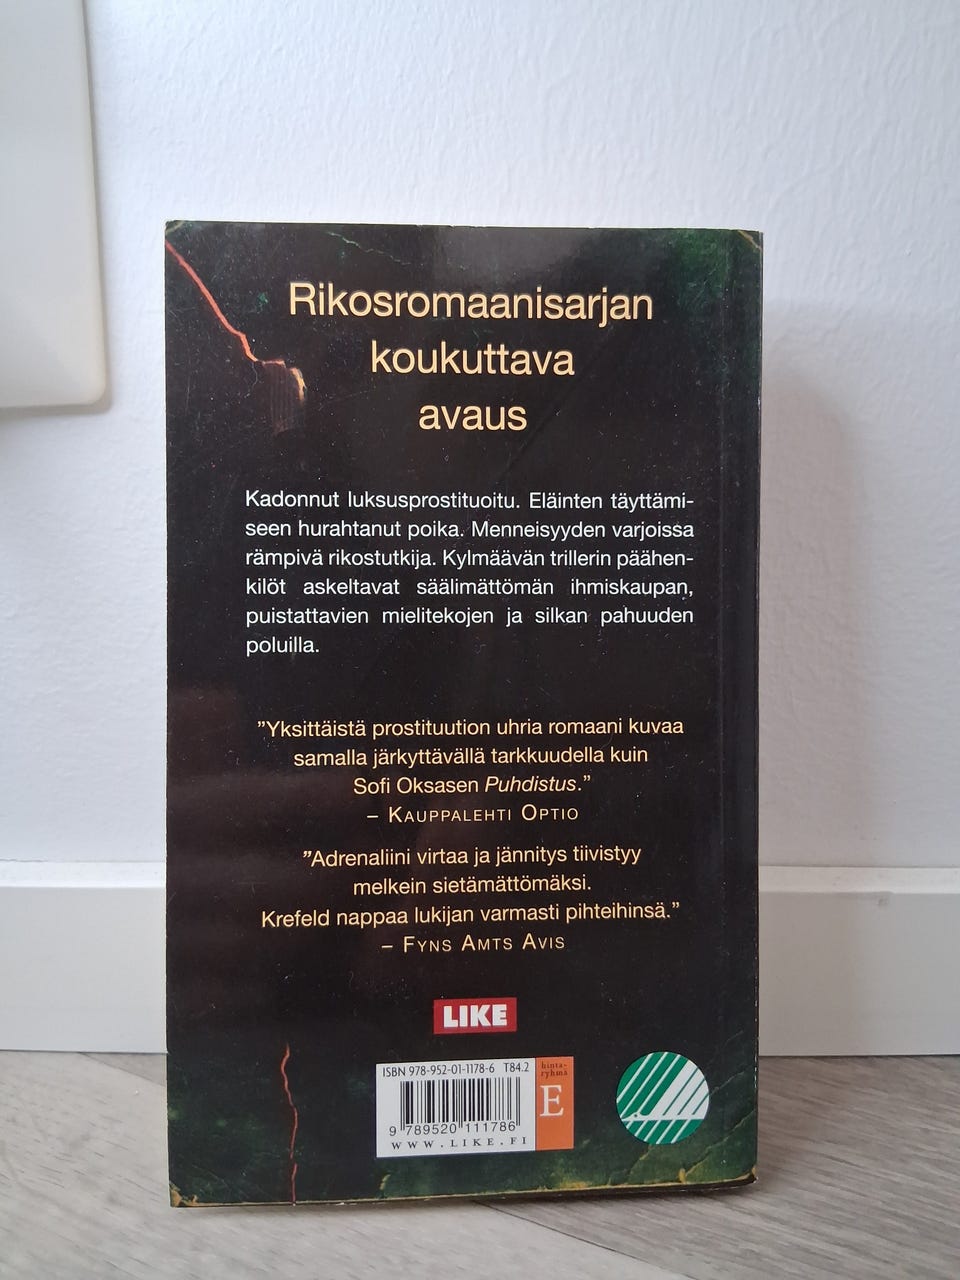 Rikosromaanisarjan
koukuttava
avaus
Kadonnut luksusprostituoitu. Eläinten täyttämi-
seen hurahtanut poika. Menneisyyden varjoissa
rämpivä rikostutkija. Kylmäävän trillerin päähen-
kilöt askeltavat säälimättömän ihmiskaupan,
puistattavien mielitekojen ja silkan pahuuden
poluilla.
”Yksittäistä prostituution uhria romaani kuvaa
samalla järkyttävällä tarkkuudella kuin
Sofi Oksasen Puhdistus.”
– KAUPPALEHTI OPTIO
”Adrenaliini virtaa ja jännitys tiivistyy
melkein sietämättömäksi.
Krefeld nappaa lukijan varmasti pihteihinsä.”
– FYNS AMTS AVIS
LIKE
ISBN 978-952-01-1178-6 T84.2
hinta-
ryhmä
E
9 789520 111786
WWW.LIKE.FI